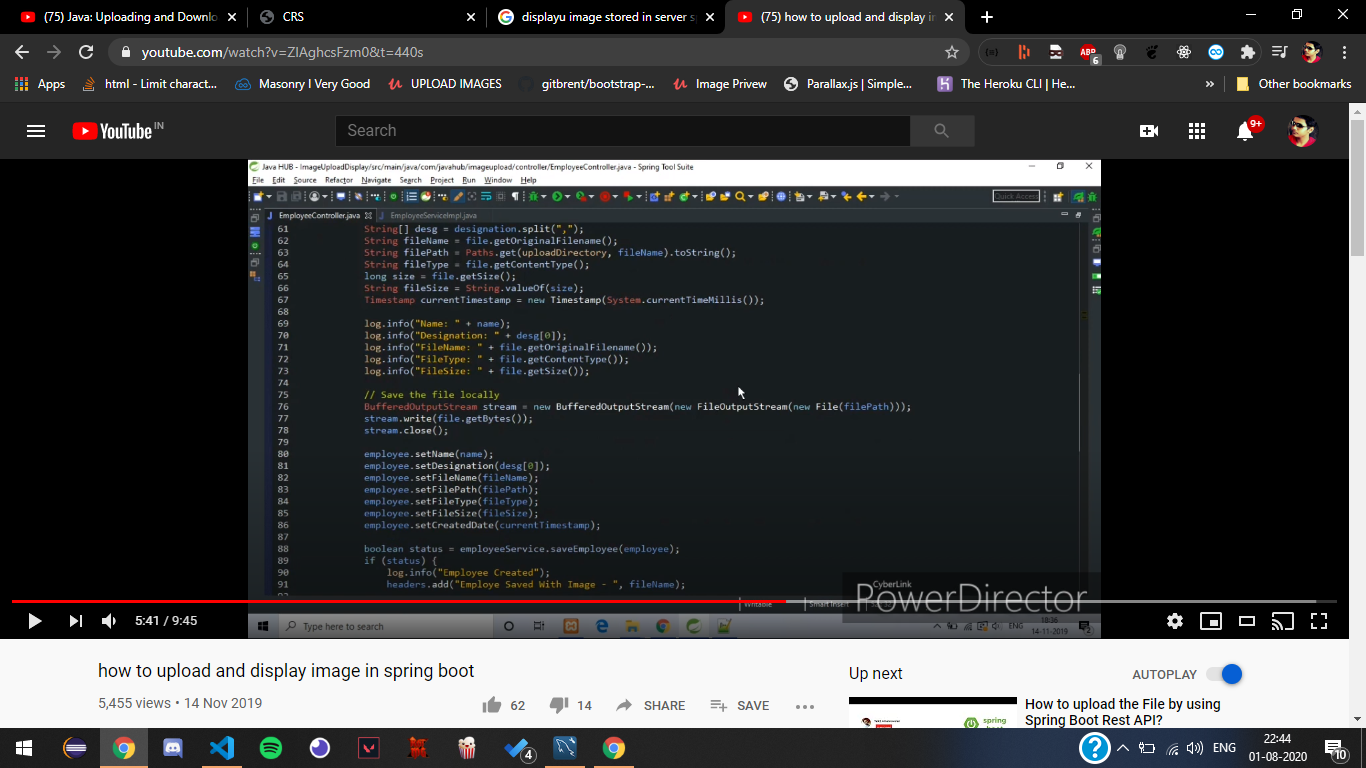 (75) Java: Uploading and Downlo
CRS
displayu image stored in server s
(75) how to upload and display i
youtube.com/watch?v=ZIAghcsFzm0&t=440s
ABP
6
Apps
html - Limit charact...
Masonry I Very Good
UPLOAD IMAGES
gitbrent/bootstrap-...
Image Privew
Parallax.js | Simple...
The Heroku CLI | He...
»
Other bookmarks
YouTube IN
Search
9+
Java HUB - ImageUploadDisplay/src/main/java/com/javahub/imageupload/controller/EmployeeController.java - Spring Tool Suite
File Edit Source Refactor Navigate Search Project Run Window Help
Quick Access
EmployeeController.java
EmployeeServiceImpl.java
61 String[] desg = designation.split(",");
62 String fileName = file.getOriginalFilename();
63 String filePath = Paths.get(uploadDirectory, fileName).toString();
64 String fileType = file.getContentType();
65 long size = file.getSize();
66 String fileSize = String.valueOf(size);
67 Timestamp currentTimestamp = new Timestamp(System.currentTimeMillis());
68
69 log.info("Name: " + name);
70 log.info("Designation: " + desg[0]);
71 log.info("FileName: " + file.getOriginalFilename());
72 log.info("FileType: " + file.getContentType());
73 log.info("FileSize: " + file.getSize());
74
75 // Save the file locally
76 BufferedOutputStream stream = new BufferedOutputStream(new FileOutputStream(new File(filePath)));
77 stream.write(file.getBytes());
78 stream.close();
79
80 employee.setName(name);
81 employee.setDesignation(desg[0]);
82 employee.setFileName(fileName);
83 employee.setFilePath(filePath);
84 employee.setFileType(fileType);
85 employee.setFileSize(fileSize);
86 employee.setCreatedDate(currentTimestamp);
87
88 boolean status = employeeService.saveEmployee(employee);
89 if (status) {
90 log.info("Employee Created");
91 headers.add("Employe Saved With Image - ", fileName);
CyberLink
PowerDirector
Writable
Smart Insert
Type here to search
ENG
18:36
14-11-2019
2
5:41 / 9:45
how to upload and display image in spring boot
5,455 views • 14 Nov 2019
62
14
SHARE
SAVE
Up next
AUTOPLAY
How to upload the File by using
Spring Boot Rest API?
spring
4
ENG
22:44
01-08-2020
10